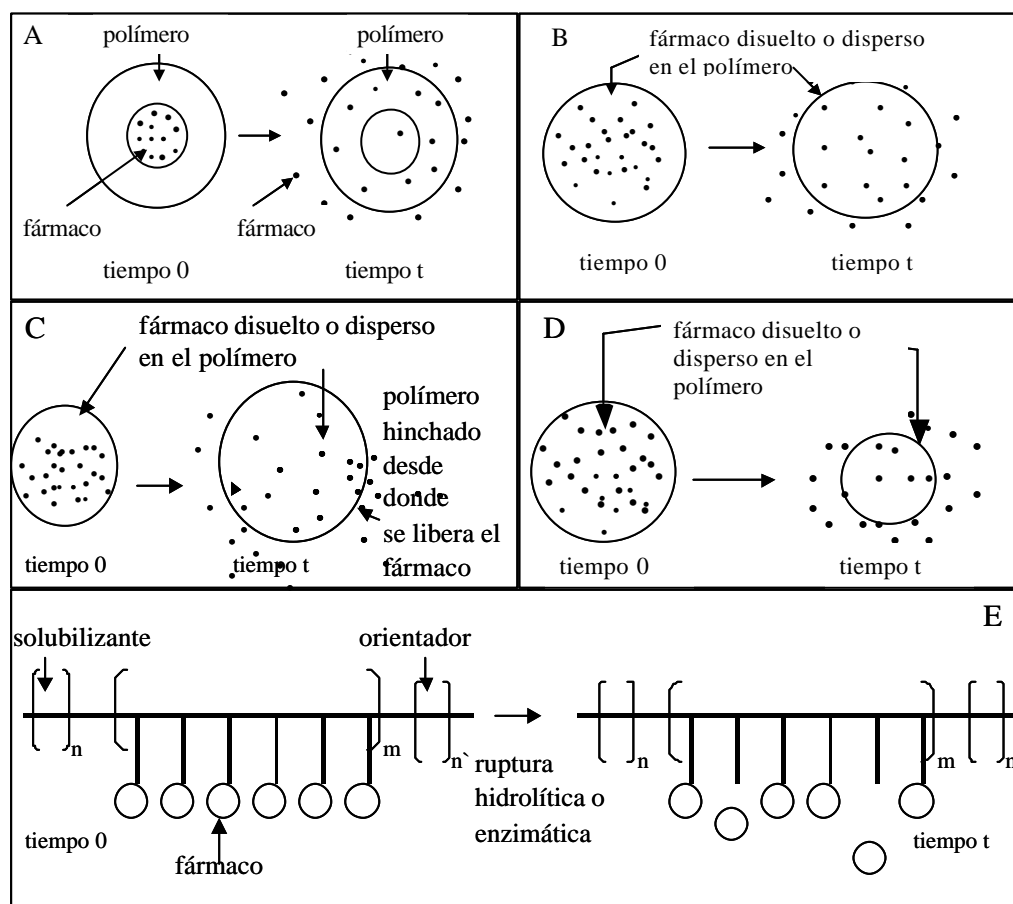 A
polímero
polímero
fármaco
fármaco
tiempo 0
tiempo t
B
fármaco disuelto o disperso
en el polímero
tiempo 0
tiempo t
C
fármaco disuelto o disperso
en el polímero
polímero
hinchado
desde
donde
se libera el
fármaco
tiempo 0
tiempo t
D
fármaco disuelto o
disperso en el
polímero
tiempo 0
tiempo t
E
solubilizante
orientador
n
m
n`
ruptura
hidrolítica o
enzimática
n
m
n
tiempo 0
fármaco
tiempo t